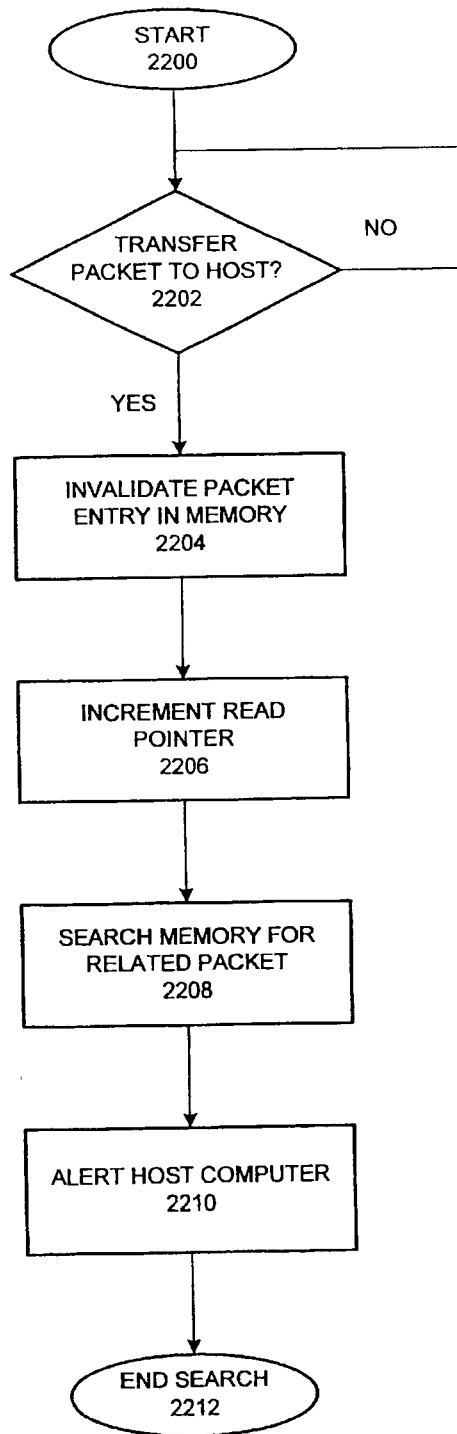 START
2200
TRANSFER
PACKET TO HOST?
2202
NO
YES
INVALIDATE PACKET
ENTRY IN MEMORY
2204
INCREMENT READ
POINTER
2206
SEARCH MEMORY FOR
RELATED PACKET
2208
ALERT HOST COMPUTER
2210
END SEARCH
2212